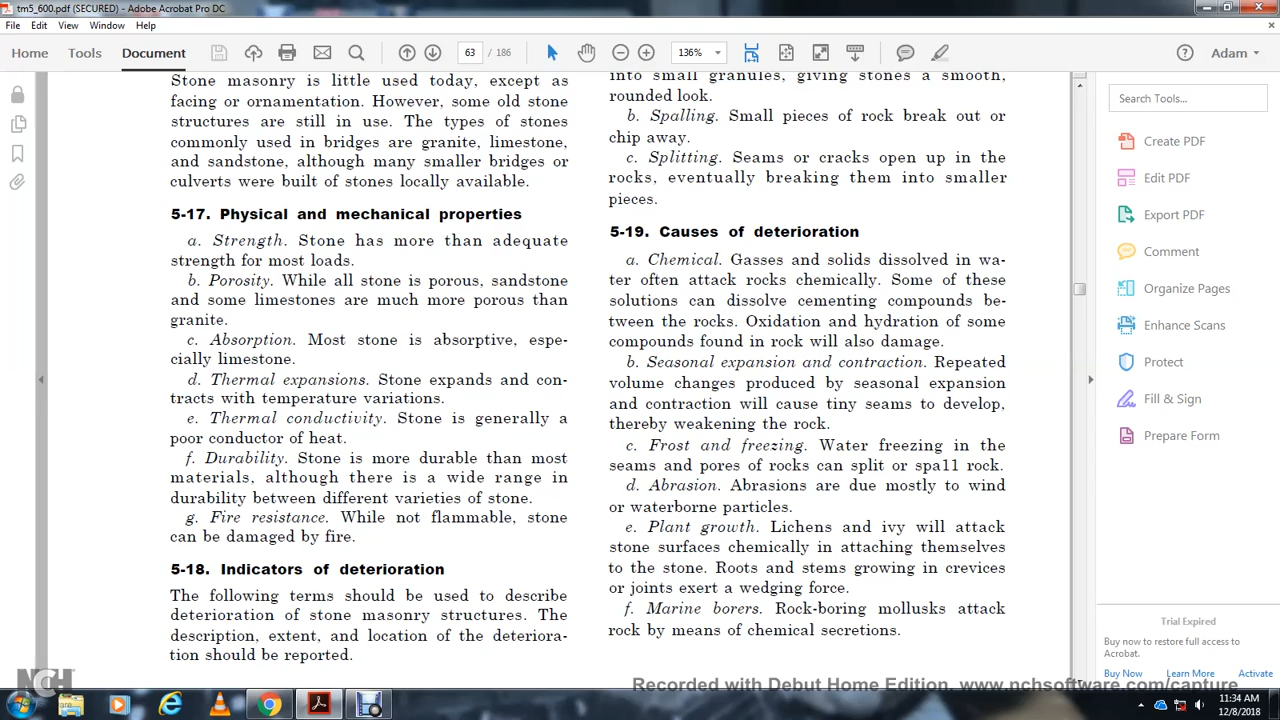 tm5_600.pdf (SECURED) - Adobe Acrobat Pro DC
File Edit View Window Help
Home Tools Document 63 / 186 136% Adam
Stone masonry is little used today, except as
facing or ornamentation. However, some old stone
structures are still in use. The types of stones
commonly used in bridges are granite, limestone,
and sandstone, although many smaller bridges or
culverts were built of stones locally available.
5-17. Physical and mechanical properties
a. Strength. Stone has more than adequate
strength for most loads.
b. Porosity. While all stone is porous, sandstone
and some limestones are much more porous than
granite.
c. Absorption. Most stone is absorptive, espe-
cially limestone.
d. Thermal expansions. Stone expands and con-
tracts with temperature variations.
e. Thermal conductivity. Stone is generally a
poor conductor of heat.
f. Durability. Stone is more durable than most
materials, although there is a wide range in
durability between different varieties of stone.
g. Fire resistance. While not flammable, stone
can be damaged by fire.
5-18. Indicators of deterioration
The following terms should be used to describe
deterioration of stone masonry structures. The
description, extent, and location of the deteriora-
tion should be reported.
into small granules, giving stones a smooth,
rounded look.
b. Spalling. Small pieces of rock break out or
chip away.
c. Splitting. Seams or cracks open up in the
rocks, eventually breaking them into smaller
pieces.
5-19. Causes of deterioration
a. Chemical. Gasses and solids dissolved in wa-
ter often attack rocks chemically. Some of these
solutions can dissolve cementing compounds be-
tween the rocks. Oxidation and hydration of some
compounds found in rock will also damage.
b. Seasonal expansion and contraction. Repeated
volume changes produced by seasonal expansion
and contraction will cause tiny seams to develop,
thereby weakening the rock.
c. Frost and freezing. Water freezing in the
seams and pores of rocks can split or spa11 rock.
d. Abrasion. Abrasions are due mostly to wind
or waterborne particles.
e. Plant growth. Lichens and ivy will attack
stone surfaces chemically in attaching themselves
to the stone. Roots and stems growing in crevices
or joints exert a wedging force.
f. Marine borers. Rock-boring mollusks attack
rock by means of chemical secretions.
Search Tools...
Create PDF
Edit PDF
Export PDF
Comment
Organize Pages
Enhance Scans
Protect
Fill & Sign
Prepare Form
Trial Expired
Buy now to restore full access to
Acrobat.
Buy Now Learn More Activate
NCH
Recorded with Debut Home Edition. www.nchsoftware.com/capture
11:34 AM
12/8/2018